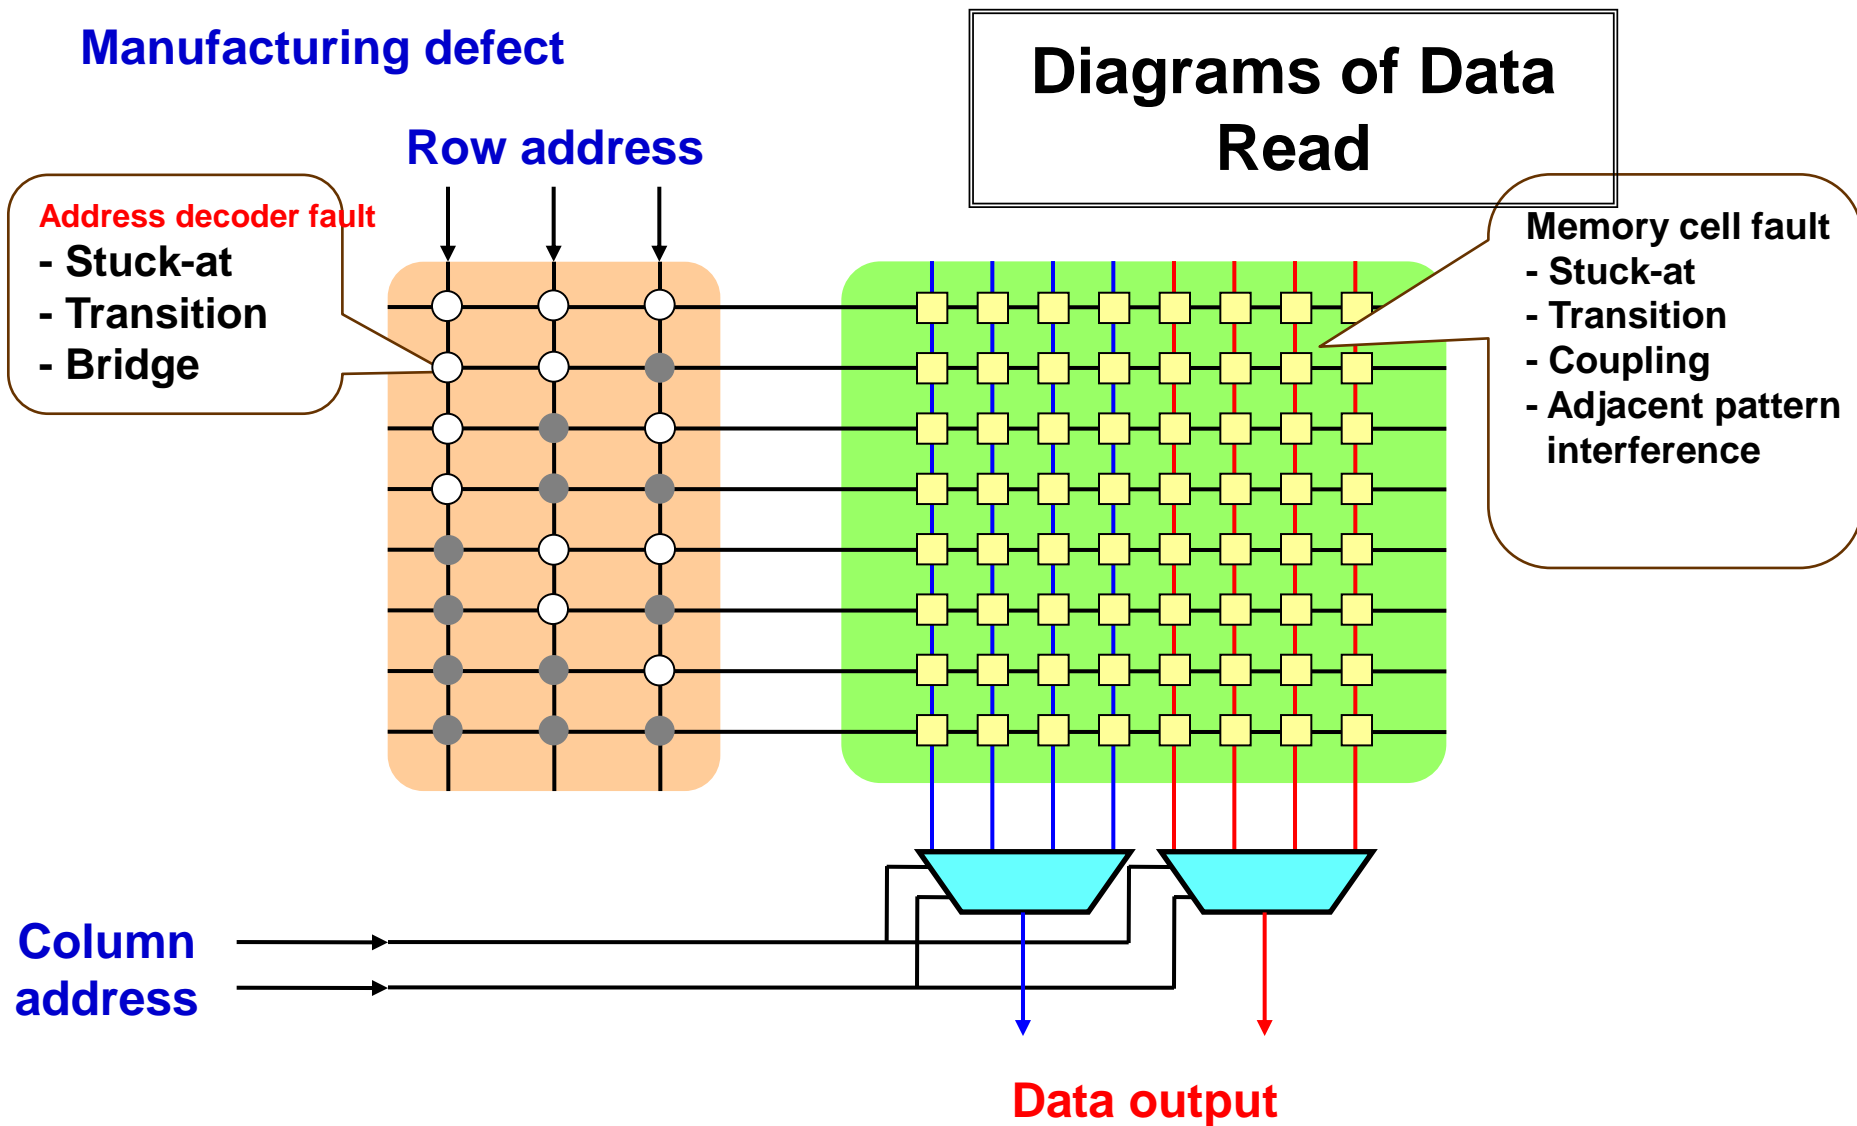 Manufacturing defect
Diagrams of Data
Read
Row address
Address decoder fault
- Stuck-at
- Transition
- Bridge
Memory cell fault
- Stuck-at
- Transition
- Coupling
- Adjacent pattern
interference
Column
address
Data output